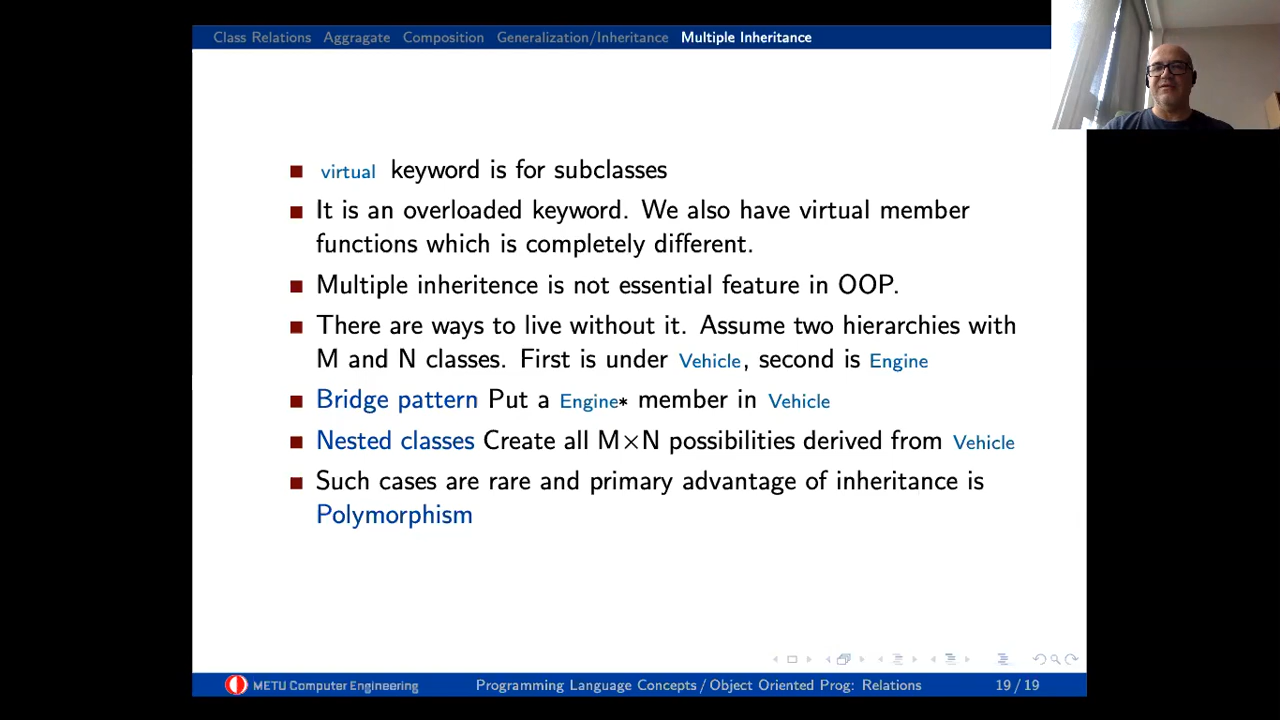 Class Relations Aggragate Composition Generalization/Inheritance Multiple Inheritance
virtual keyword is for subclasses
It is an overloaded keyword. We also have virtual member
functions which is completely different.
Multiple inheritence is not essential feature in OOP.
There are ways to live without it. Assume two hierarchies with
M and N classes. First is under Vehicle, second is Engine
Bridge pattern Put a Engine* member in Vehicle
Nested classes Create all M×N possibilities derived from Vehicle
Such cases are rare and primary advantage of inheritance is
Polymorphism
METU Computer Engineering Programming Language Concepts / Object Oriented Prog: Relations 19 / 19